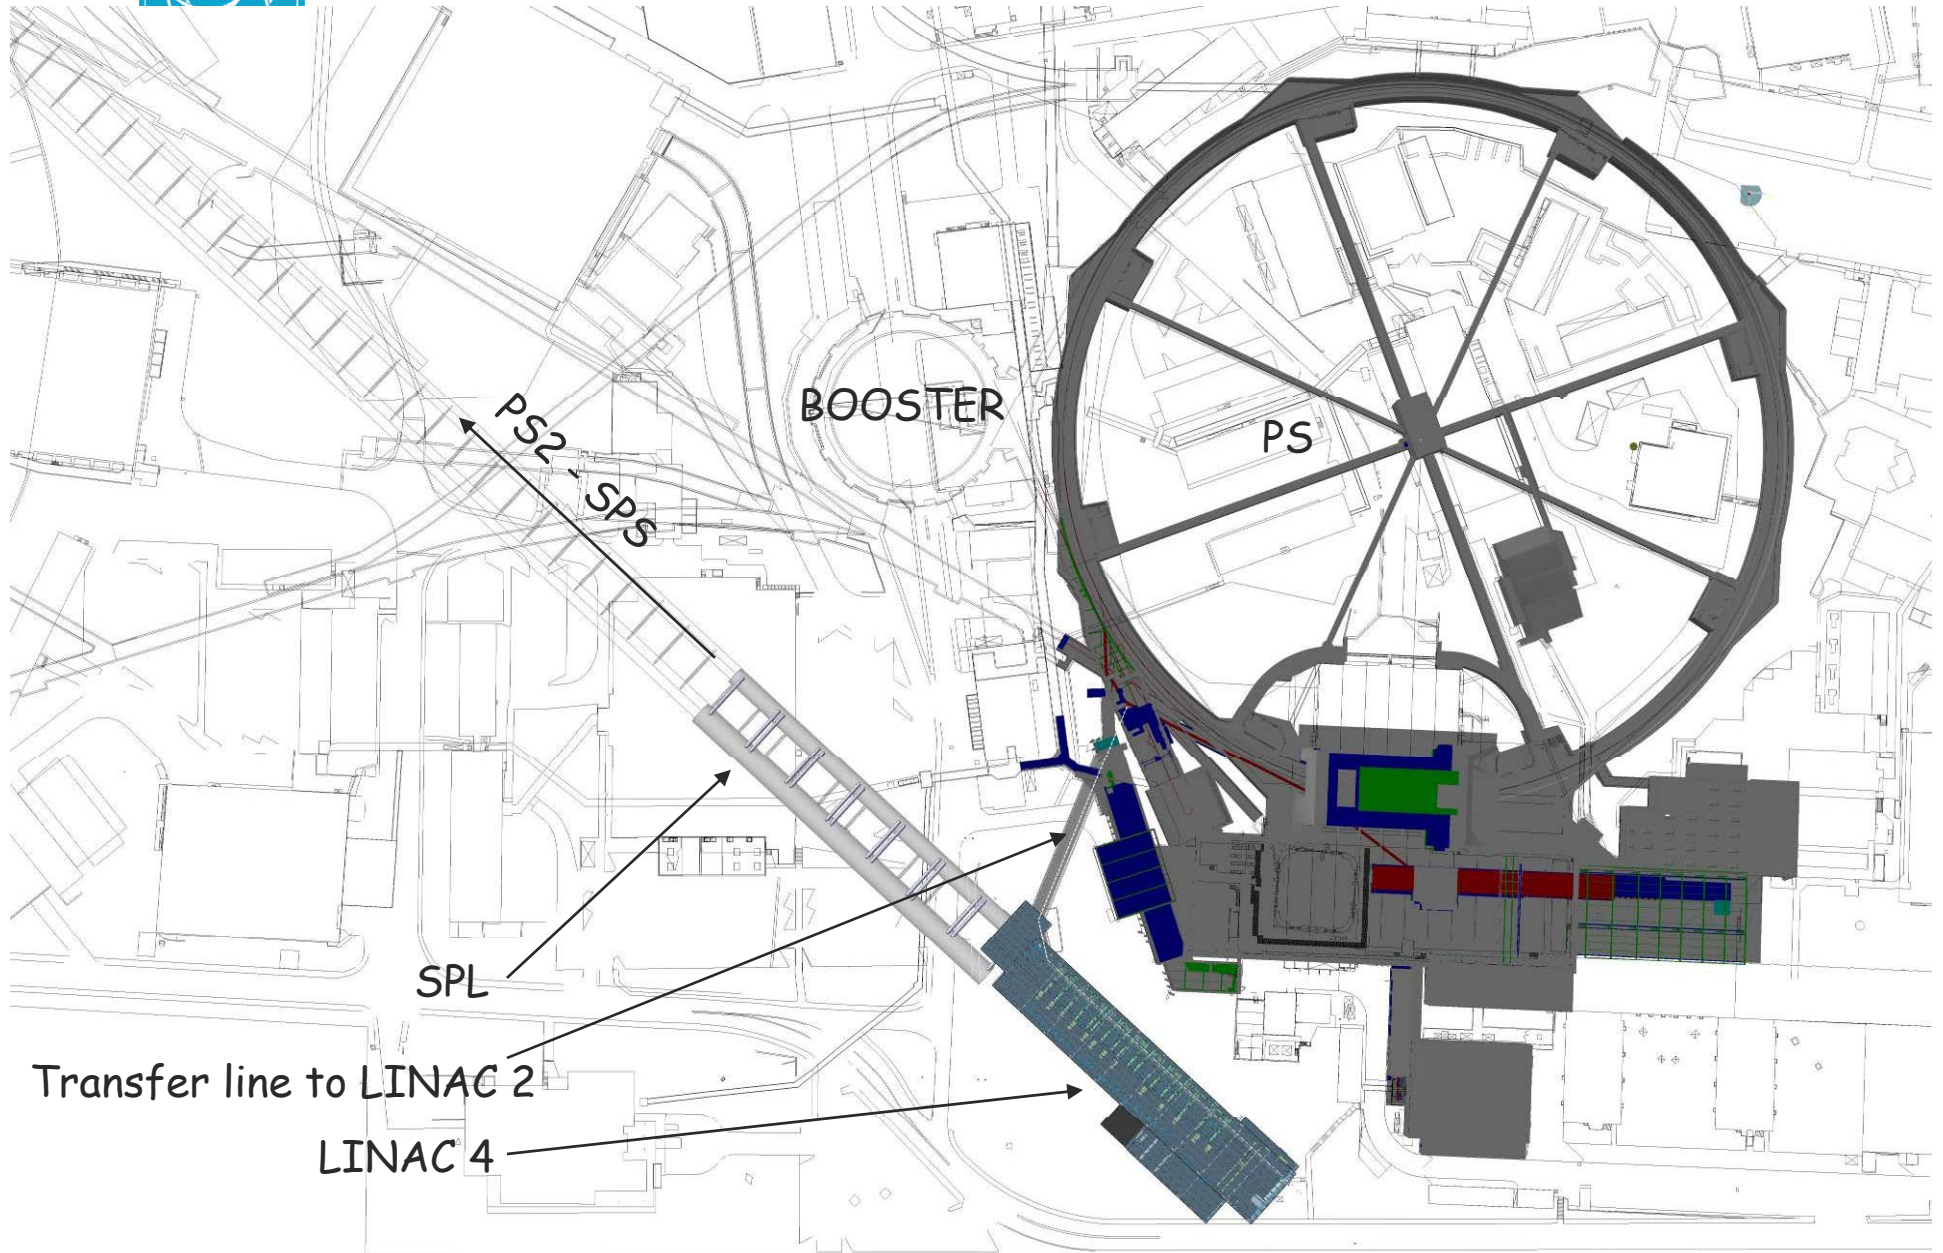 BOOSTER
PS
PS2 - SPS
SPL
Transfer line to LINAC 2
LINAC 4